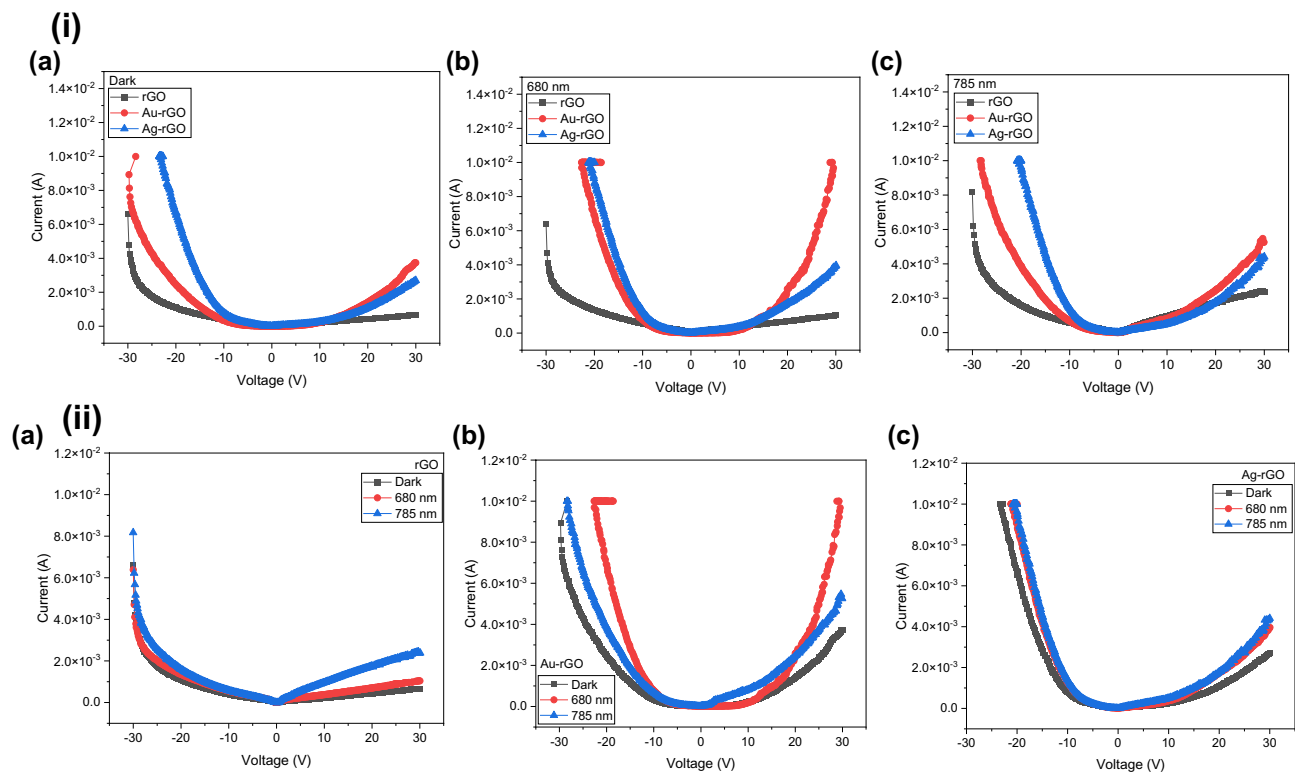 (i)
(a)
Dark
rGO
Au-rGO
Ag-rGO
1.4×10⁻²
1.2×10⁻²
1.0×10⁻²
8.0×10⁻³
6.0×10⁻³
4.0×10⁻³
2.0×10⁻³
0.0
Current (A)
-30 -20 -10 0 10 20 30
Voltage (V)
(b)
680 nm
rGO
Au-rGO
Ag-rGO
1.4×10⁻²
1.2×10⁻²
1.0×10⁻²
8.0×10⁻³
6.0×10⁻³
4.0×10⁻³
2.0×10⁻³
0.0
Current (A)
-30 -20 -10 0 10 20 30
Voltage (V)
(c)
785 nm
rGO
Au-rGO
Ag-rGO
1.4×10⁻²
1.2×10⁻²
1.0×10⁻²
8.0×10⁻³
6.0×10⁻³
4.0×10⁻³
2.0×10⁻³
0.0
Current (A)
-30 -20 -10 0 10 20 30
Voltage (V)
(ii)
(a)
rGO
Dark
680 nm
785 nm
1.2×10⁻²
1.0×10⁻²
8.0×10⁻³
6.0×10⁻³
4.0×10⁻³
2.0×10⁻³
0.0
Current (A)
-30 -20 -10 0 10 20 30
Voltage (V)
(b)
1.2×10⁻²
1.0×10⁻²
8.0×10⁻³
6.0×10⁻³
4.0×10⁻³
2.0×10⁻³
0.0
Current (A)
Au-rGO
Dark
680 nm
785 nm
-30 -20 -10 0 10 20 30
Voltage (V)
(c)
Ag-rGO
Dark
680 nm
785 nm
1.2×10⁻²
1.0×10⁻²
8.0×10⁻³
6.0×10⁻³
4.0×10⁻³
2.0×10⁻³
0.0
Current (A)
-30 -20 -10 0 10 20 30
Voltage (V)